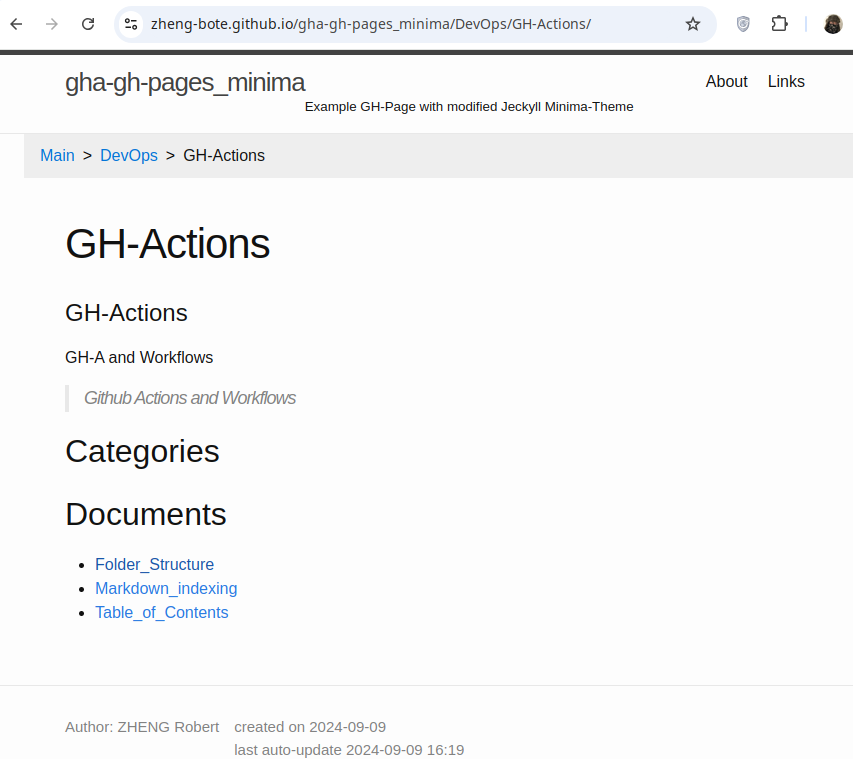 zheng-bote.github.io/gha-gh-pages_minima/DevOps/GH-Actions/
gha-gh-pages_minima
Example GH-Page with modified Jeckyll Minima-Theme
About Links
Main > DevOps > GH-Actions
GH-Actions
GH-Actions
GH-A and Workflows
Github Actions and Workflows
Categories
Documents
Folder_Structure
Markdown_indexing
Table_of_Contents
Author: ZHENG Robert created on 2024-09-09
last auto-update 2024-09-09 16:19